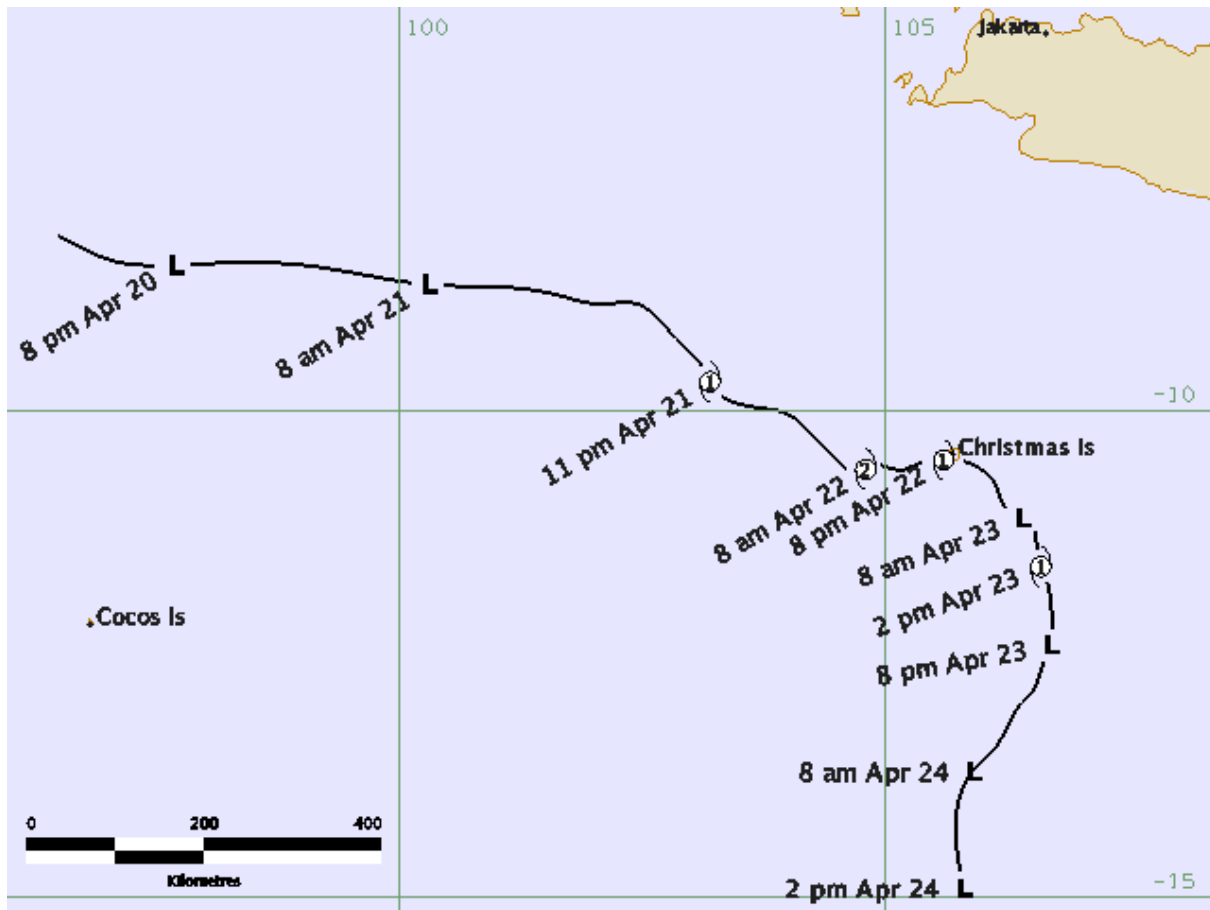 100
105
Jakarta
8 pm Apr 20
8 am Apr 21
11 pm Apr 21
1
-10
8 am Apr 22
2
8 pm Apr 22
1
Christmas Is
L
L
8 am Apr 23
L
2 pm Apr 23
1
8 pm Apr 23
L
Cocos Is
8 am Apr 24
L
0
200
400
Kilometres
2 pm Apr 24
L
-15